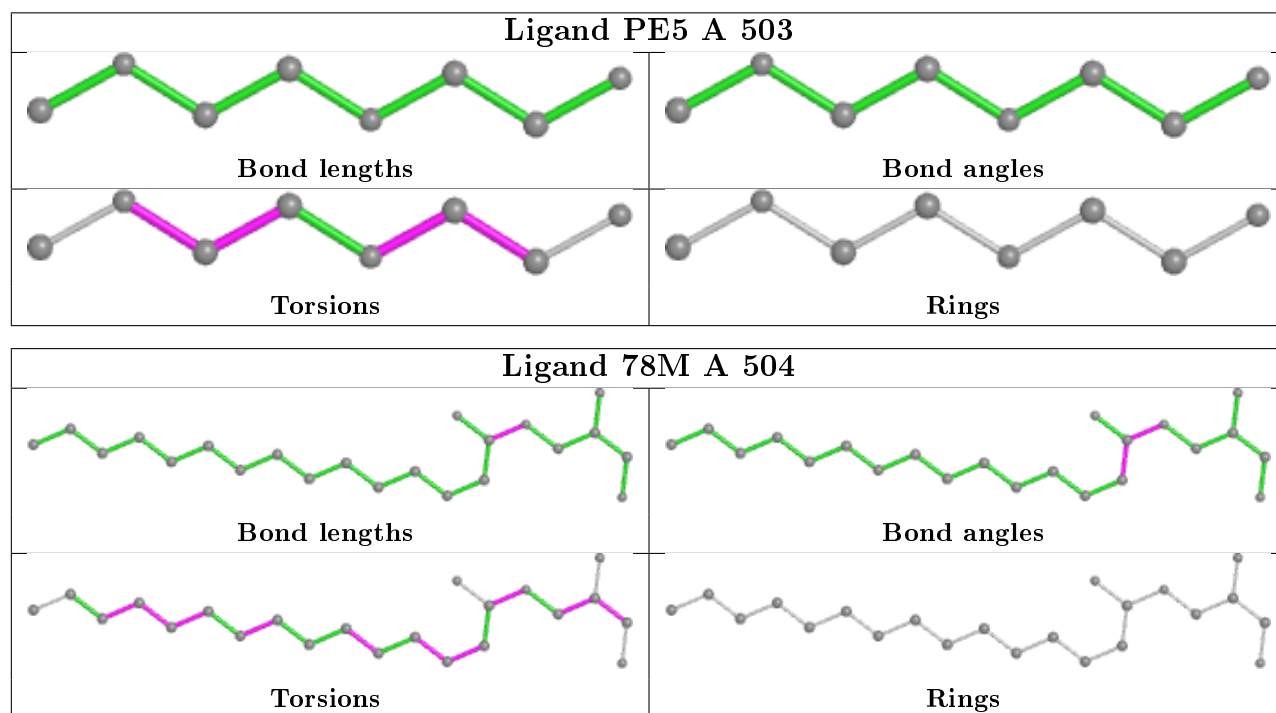 Ligand PE5 A 503
Bond lengths
Bond angles
Torsions
Rings
Ligand 78M A 504
Bond lengths
Bond angles
Torsions
Rings